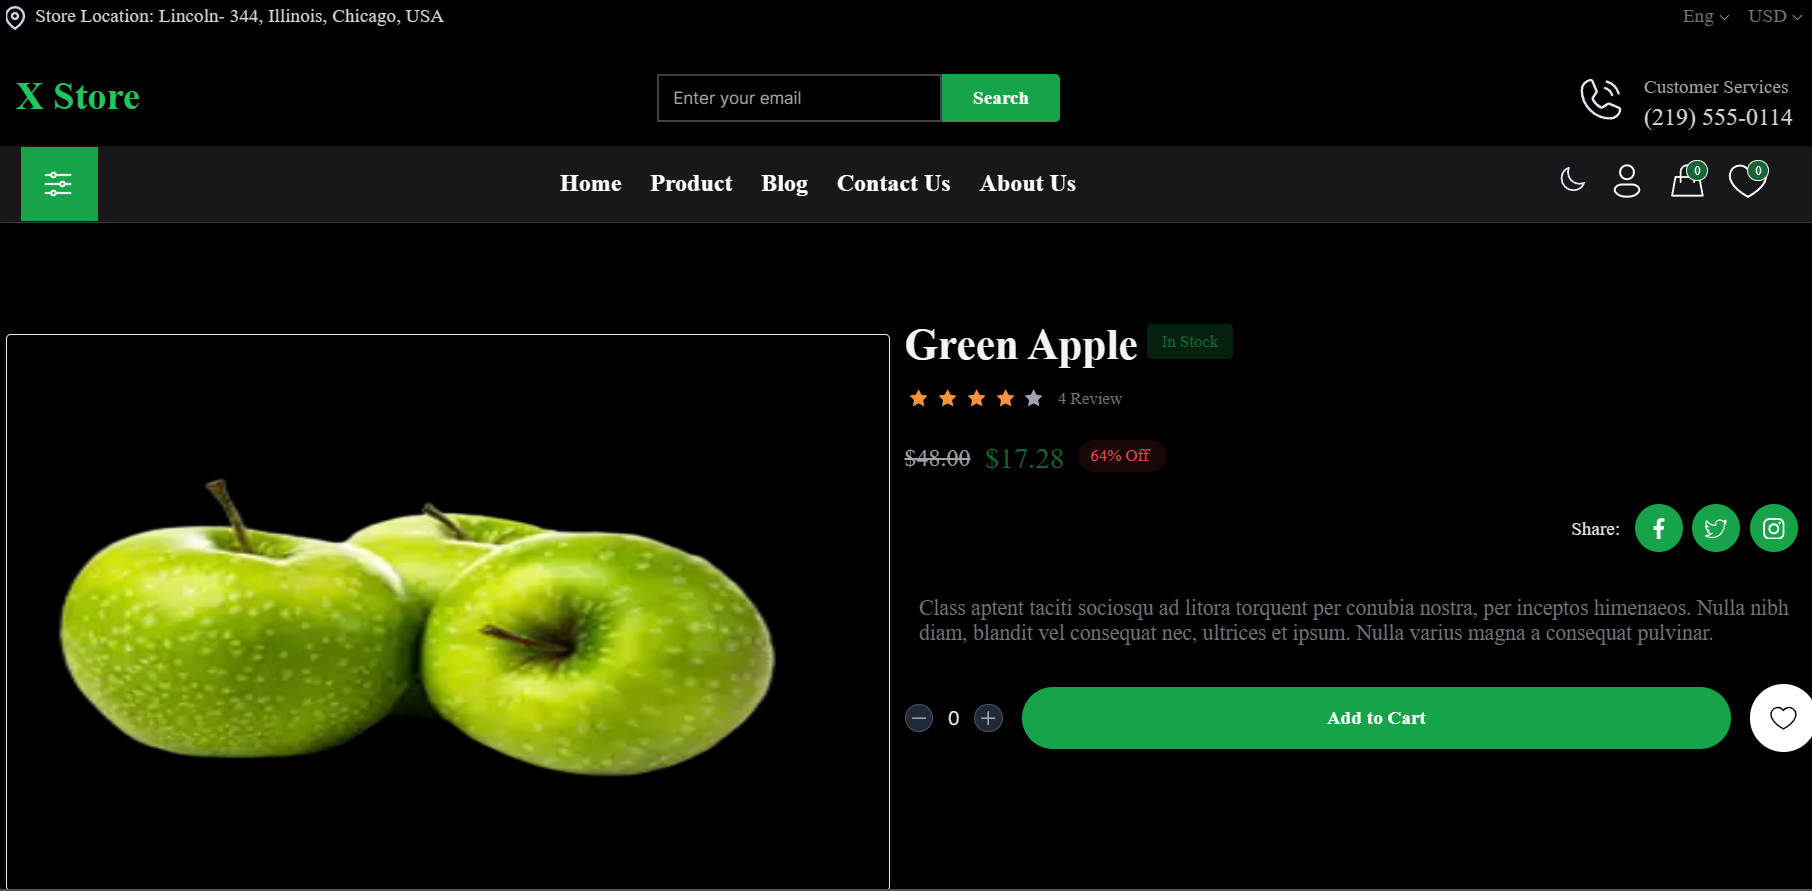 Store Location: Lincoln- 344, Illinois, Chicago, USA
Eng
USD
X Store
Enter your email
Search
Customer Services
(219) 555-0114
Home
Product
Blog
Contact Us
About Us
0
0
Green Apple
In Stock
4 Review
$48.00
$17.28
64% Off
Share:
Class aptent taciti sociosqu ad litora torquent per conubia nostra, per inceptos himenaeos. Nulla nibh
diam, blandit vel consequat nec, ultrices et ipsum. Nulla varius magna a consequat pulvinar.
0
Add to Cart